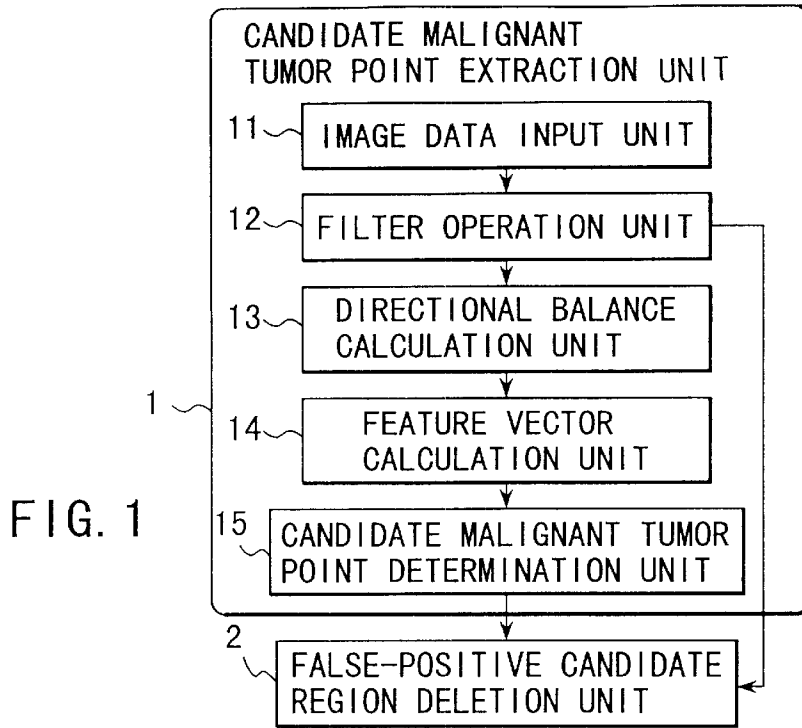 CANDIDATE MALIGNANT
TUMOR POINT EXTRACTION UNIT
11
IMAGE DATA INPUT UNIT
12
FILTER OPERATION UNIT
13
DIRECTIONAL BALANCE
CALCULATION UNIT
1
14
FEATURE VECTOR
CALCULATION UNIT
FIG. 1
15
CANDIDATE MALIGNANT TUMOR
POINT DETERMINATION UNIT
2
FALSE-POSITIVE CANDIDATE
REGION DELETION UNIT